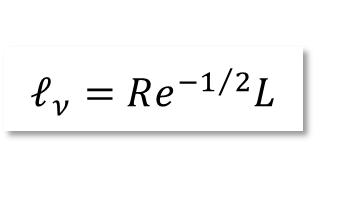 ℓ_ν = Re^{-1/2}L